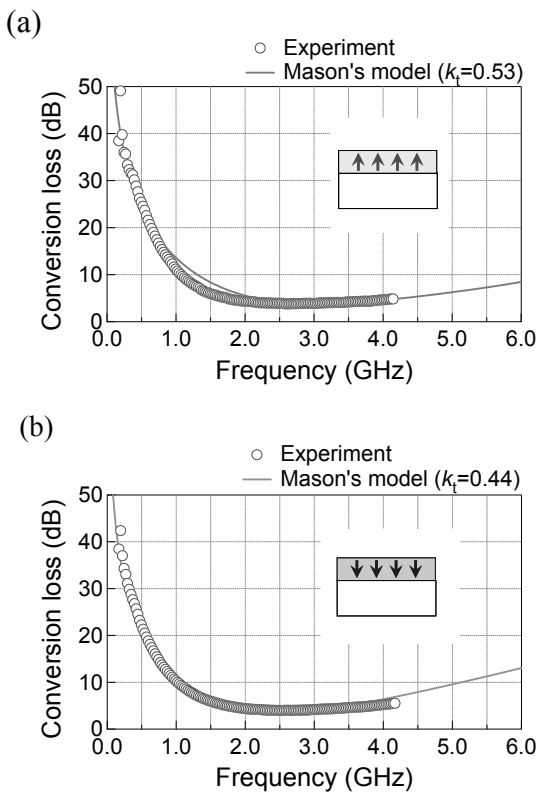 (a)
Experiment
Mason's model (kt=0.53)
50
40
30
20
10
0
Conversion loss (dB)
0.0 1.0 2.0 3.0 4.0 5.0 6.0
Frequency (GHz)
(b)
Experiment
Mason's model (kt=0.44)
50
40
30
20
10
0
Conversion loss (dB)
0.0 1.0 2.0 3.0 4.0 5.0 6.0
Frequency (GHz)